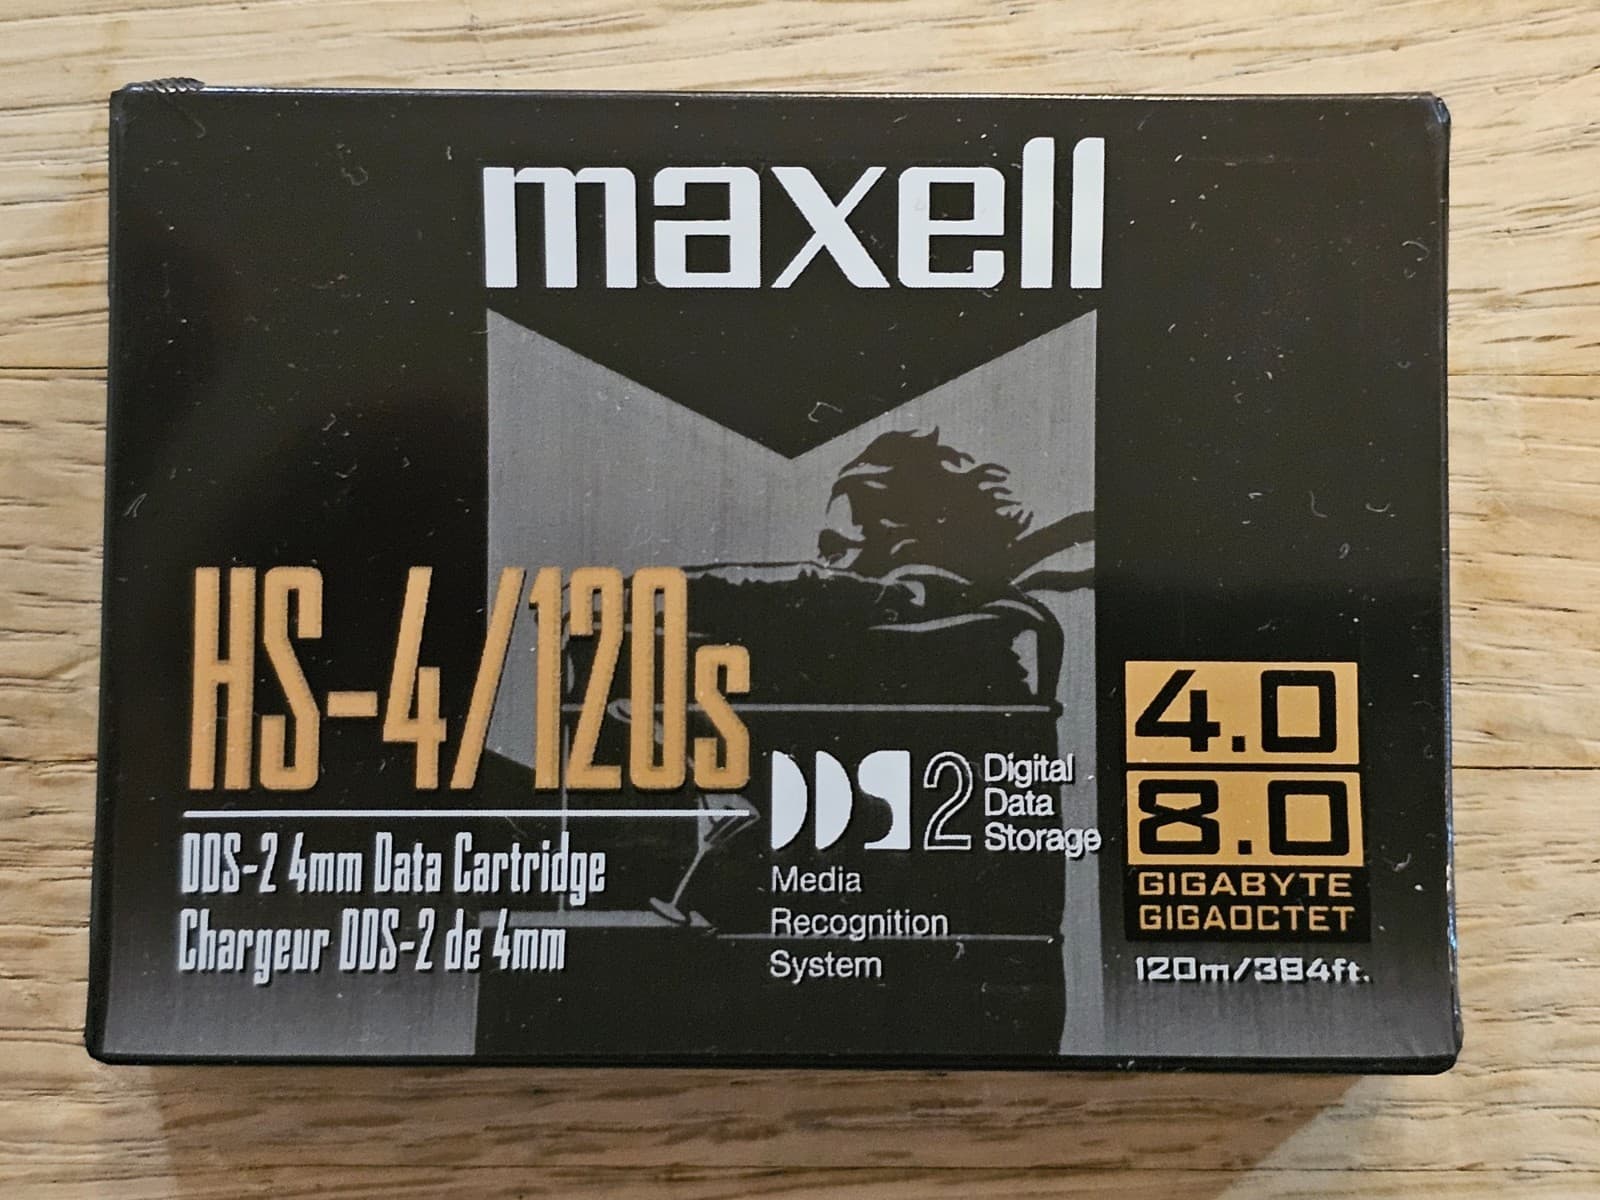 maxell
HS-4/120s
DDS-2 4mm Data Cartridge
Chargeur DDS-2 de 4mm
DDS 2 Digital
Data
Storage
Media
Recognition
System
4.0
8.0
GIGABYTE
GIGAOCTET
120m/394ft.